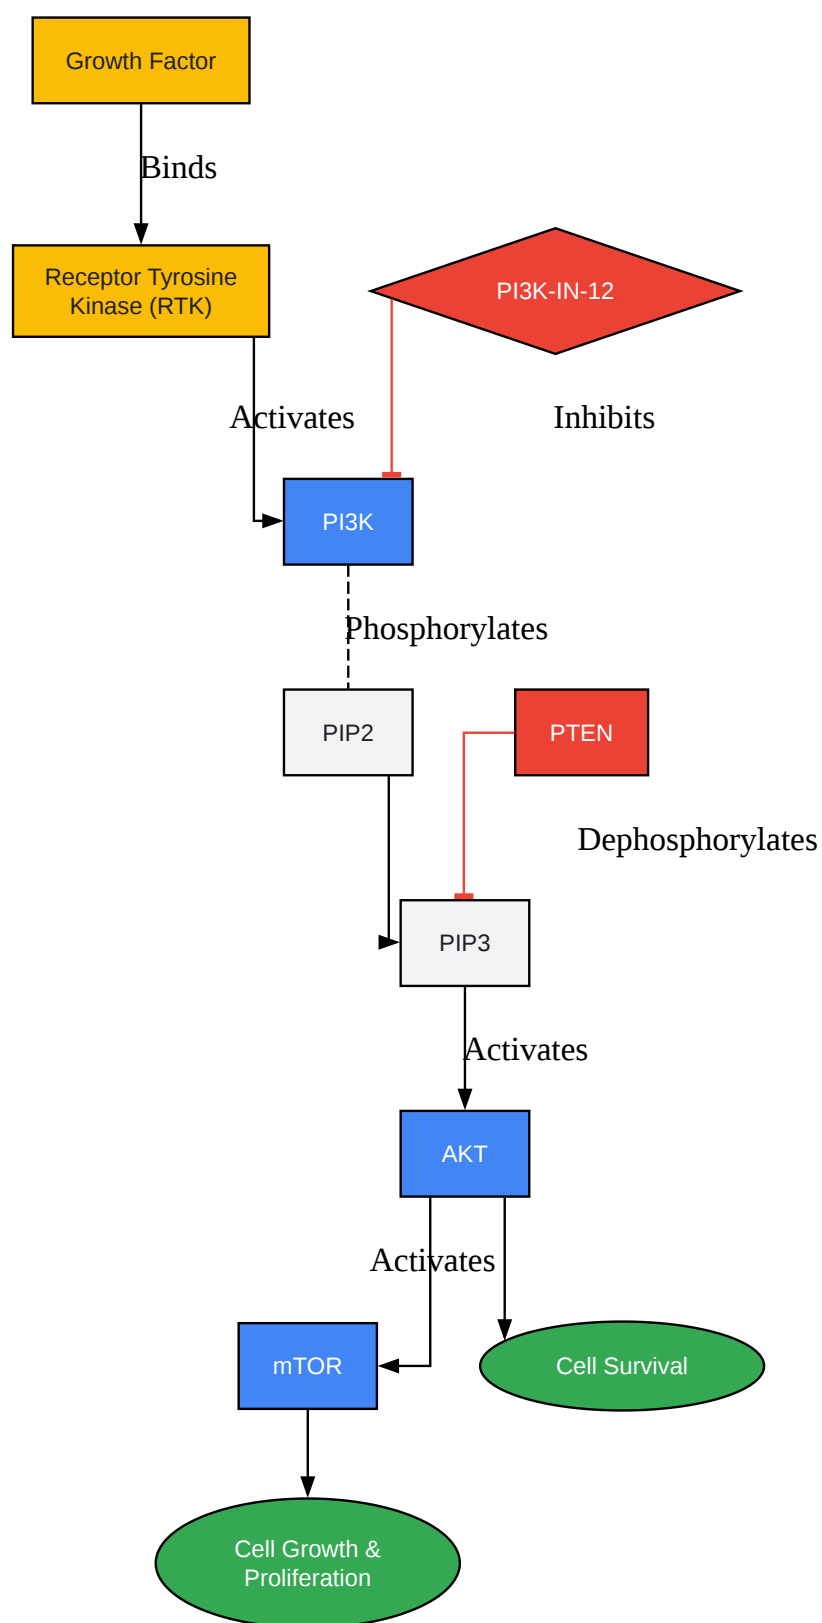 Growth Factor
Binds
Receptor Tyrosine
Kinase (RTK)
PI3K-IN-12
Activates
Inhibits
PI3K
Phosphorylates
PIP2
PTEN
Dephosphorylates
PIP3
Activates
AKT
Activates
mTOR
Cell Survival
Cell Growth &
Proliferation